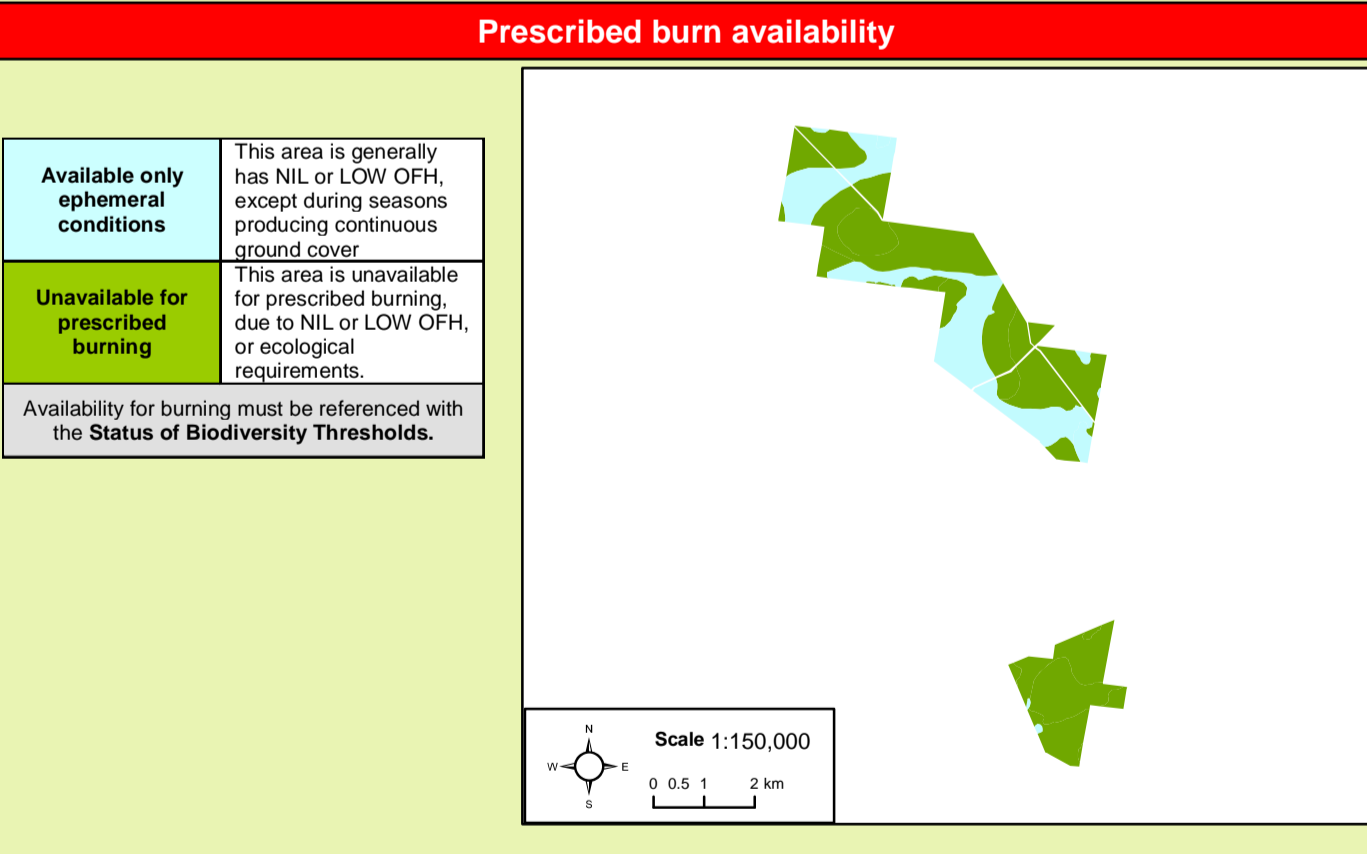 Prescribed burn availability
Available only
ephemeral
conditions
This area is generally
has NIL or LOW OFH,
except during seasons
producing continuous
ground cover
Unavailable for
prescribed
burning
This area is unavailable
for prescribed burning,
due to NIL or LOW OFH,
or ecological
requirements.
Availability for burning must be referenced with
the Status of Biodiversity Thresholds.
N
W E
S
Scale 1:150,000
0 0.5 1 2 km